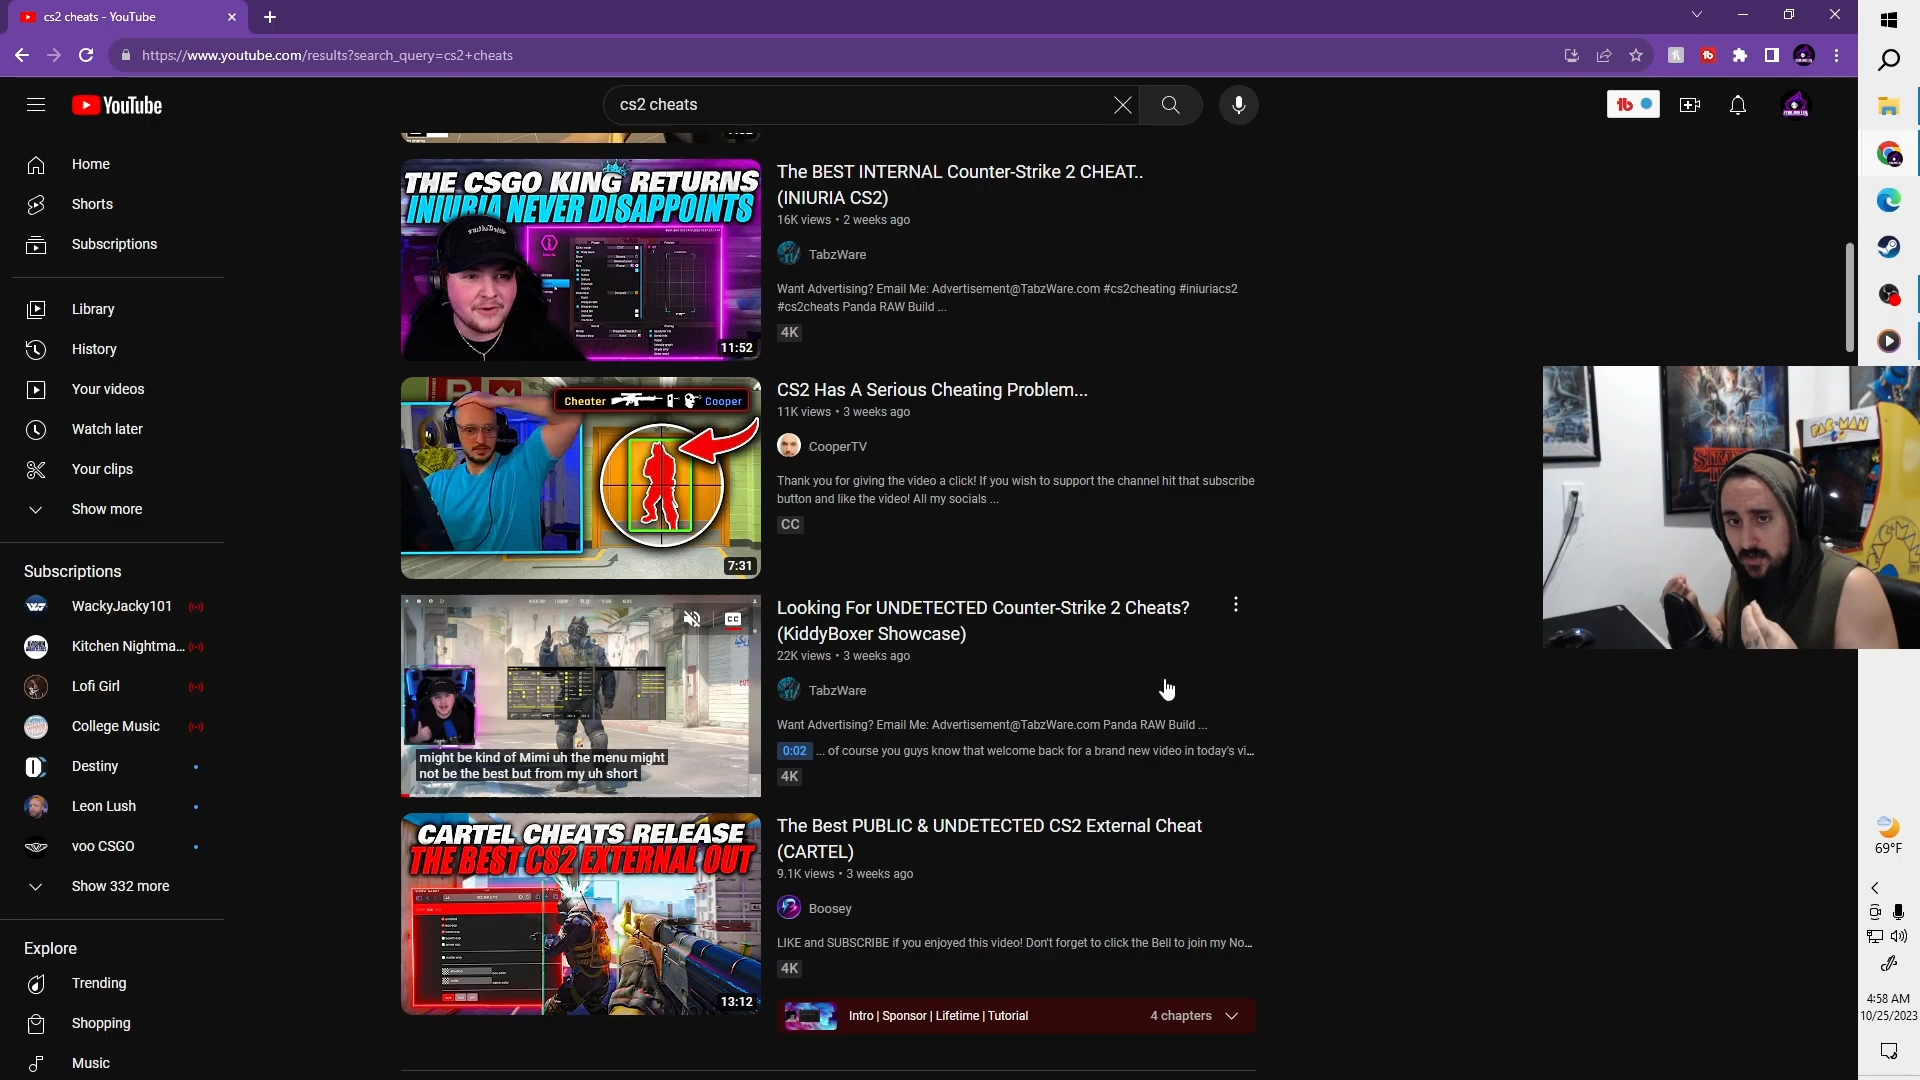 cs2 cheats - YouTube
https://www.youtube.com/results?search_query=cs2+cheats
YouTube
cs2 cheats
Home
Shorts
Subscriptions
Library
History
Your videos
Watch later
Your clips
Show more
Subscriptions
WackyJacky101
Kitchen Nightma...
Lofi Girl
College Music
Destiny
Leon Lush
voo CSGO
Show 332 more
Explore
Trending
Shopping
Music
THE CSGO KING RETURNS
INIURIA NEVER DISAPPOINTS
11:52
The BEST INTERNAL Counter-Strike 2 CHEAT..
(INIURIA CS2)
16K views • 2 weeks ago
TabzWare
Want Advertising? Email Me: Advertisement@TabzWare.com #cs2cheating #iniuriacs2
#cs2cheats Panda RAW Build ...
4K
Cheater
Cooper
7:31
CS2 Has A Serious Cheating Problem...
11K views • 3 weeks ago
CooperTV
Thank you for giving the video a click! If you wish to support the channel hit that subscribe
button and like the video! All my socials ...
CC
CC
might be kind of Mimi uh the menu might
not be the best but from my uh short
Looking For UNDETECTED Counter-Strike 2 Cheats?
(KiddyBoxer Showcase)
22K views • 3 weeks ago
TabzWare
Want Advertising? Email Me: Advertisement@TabzWare.com Panda RAW Build ...
0:02 ... of course you guys know that welcome back for a brand new video in today's vi...
4K
CARTEL CHEATS RELEASE
THE BEST CS2 EXTERNAL OUT
13:12
The Best PUBLIC & UNDETECTED CS2 External Cheat
(CARTEL)
9.1K views • 3 weeks ago
Boosey
LIKE and SUBSCRIBE if you enjoyed this video! Don't forget to click the Bell to join my No...
4K
Intro | Sponsor | Lifetime | Tutorial
4 chapters
PAC-MAN
69°F
4:58 AM
10/25/2023